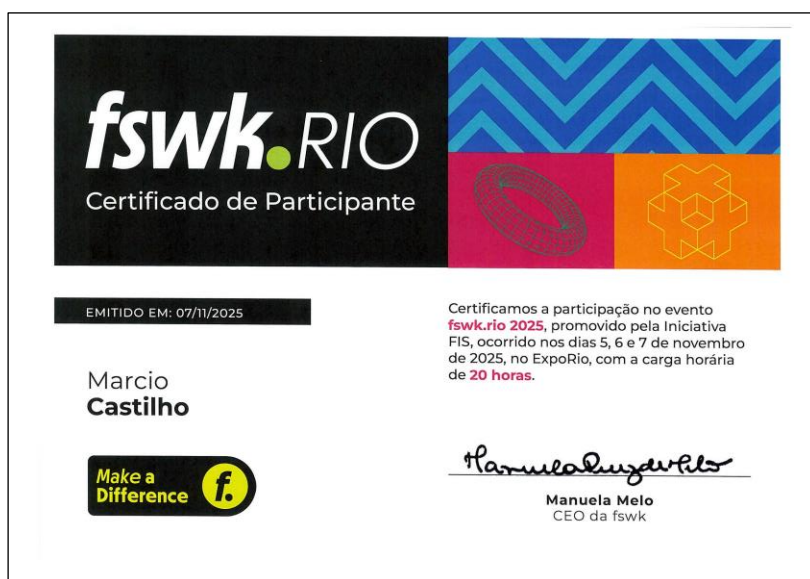 fswk.RIO
Certificado de Participante
EMITIDO EM: 07/11/2025
Marcio
Castilho
Make a
Difference
f.
Certificamos a participação no evento
fswk.rio 2025, promovido pela Iniciativa
FIS, ocorrido nos dias 5, 6 e 7 de novembro
de 2025, no ExpoRio, com a carga horária
de 20 horas.
Manuela Melo
CEO da fswk